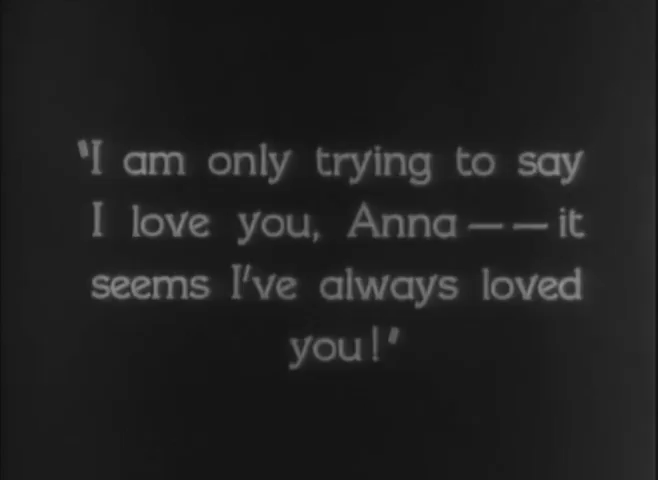 "I am only trying to say
I love you, Anna — — it
seems I've always loved
you!"